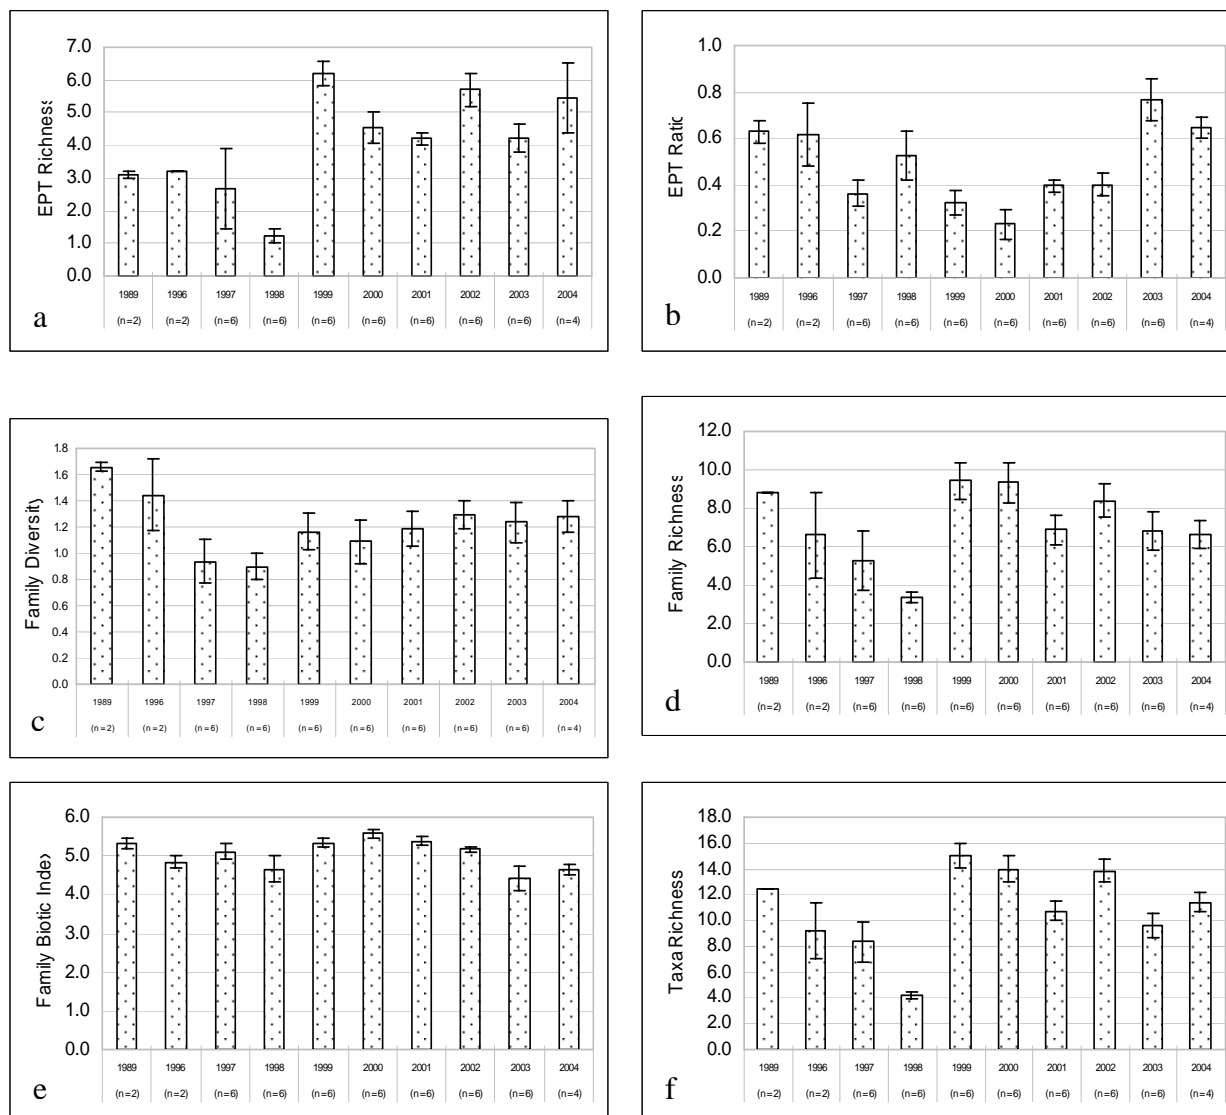 7.0
6.0
5.0
4.0
3.0
2.0
1.0
0.0
EPT Richness
1989 1996 1997 1998 1999 2000 2001 2002 2003 2004
(n=2) (n=2) (n=6) (n=6) (n=6) (n=6) (n=6) (n=6) (n=6) (n=4)
a
1.0
0.8
0.6
0.4
0.2
0.0
EPT Ratio
1989 1996 1997 1998 1999 2000 2001 2002 2003 2004
(n=2) (n=2) (n=6) (n=6) (n=6) (n=6) (n=6) (n=6) (n=6) (n=4)
b
1.8
1.6
1.4
1.2
1.0
0.8
0.6
0.4
0.2
0.0
Family Diversity
1989 1996 1997 1998 1999 2000 2001 2002 2003 2004
(n=2) (n=2) (n=6) (n=6) (n=6) (n=6) (n=6) (n=6) (n=6) (n=4)
c
12.0
10.0
8.0
6.0
4.0
2.0
0.0
Family Richness
1989 1996 1997 1998 1999 2000 2001 2002 2003 2004
(n=2) (n=2) (n=6) (n=6) (n=6) (n=6) (n=6) (n=6) (n=6) (n=4)
d
6.0
5.0
4.0
3.0
2.0
1.0
0.0
Family Biotic Index
1989 1996 1997 1998 1999 2000 2001 2002 2003 2004
(n=2) (n=2) (n=6) (n=6) (n=6) (n=6) (n=6) (n=6) (n=6) (n=4)
e
18.0
16.0
14.0
12.0
10.0
8.0
6.0
4.0
2.0
0.0
Taxa Richness
1989 1996 1997 1998 1999 2000 2001 2002 2003 2004
(n=2) (n=2) (n=6) (n=6) (n=6) (n=6) (n=6) (n=6) (n=6) (n=4)
f